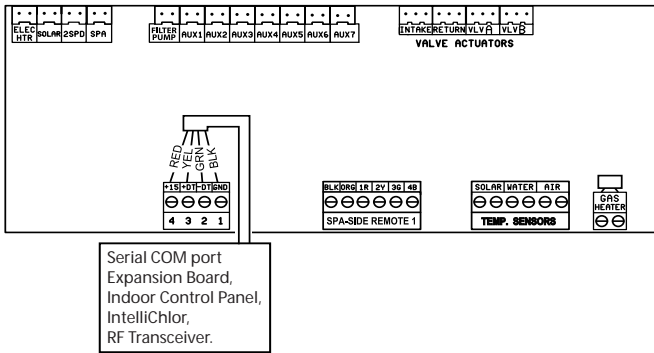 ELEC HTR SOLAR 2SPD SPA
FILTER PUMP AUX1 AUX2 AUX3 AUX4 AUX5 AUX6 AUX7
INTAKE RETURN VLVA VLVB
VALVE ACTUATORS
RED YEL GRN BLK
+15 +DT -DT GND
4 3 2 1
BLK ORG 1R 2Y 3G 4B
SPA-SIDE REMOTE 1
SOLAR WATER AIR
TEMP. SENSORS
GAS HEATER
Serial COM port
Expansion Board,
Indoor Control Panel,
IntelliChlor,
RF Transceiver.